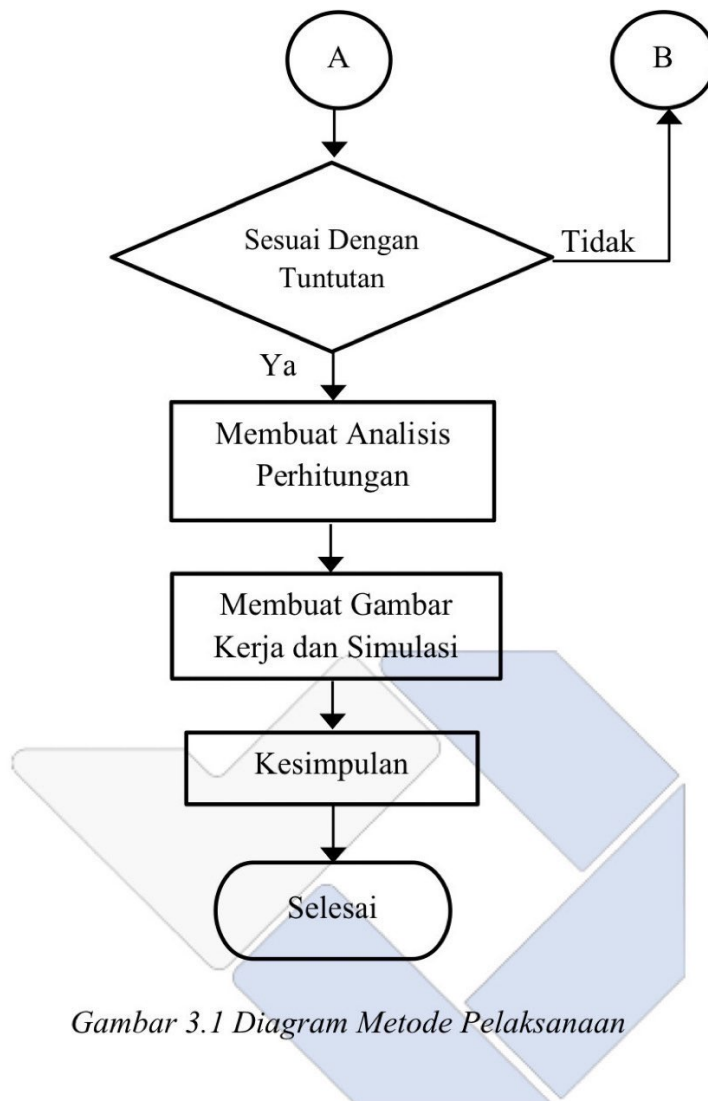 A
B
Sesuai Dengan
Tuntutan
Tidak
Ya
Membuat Analisis
Perhitungan
Membuat Gambar
Kerja dan Simulasi
Kesimpulan
Selesai
Gambar 3.1 Diagram Metode Pelaksanaan